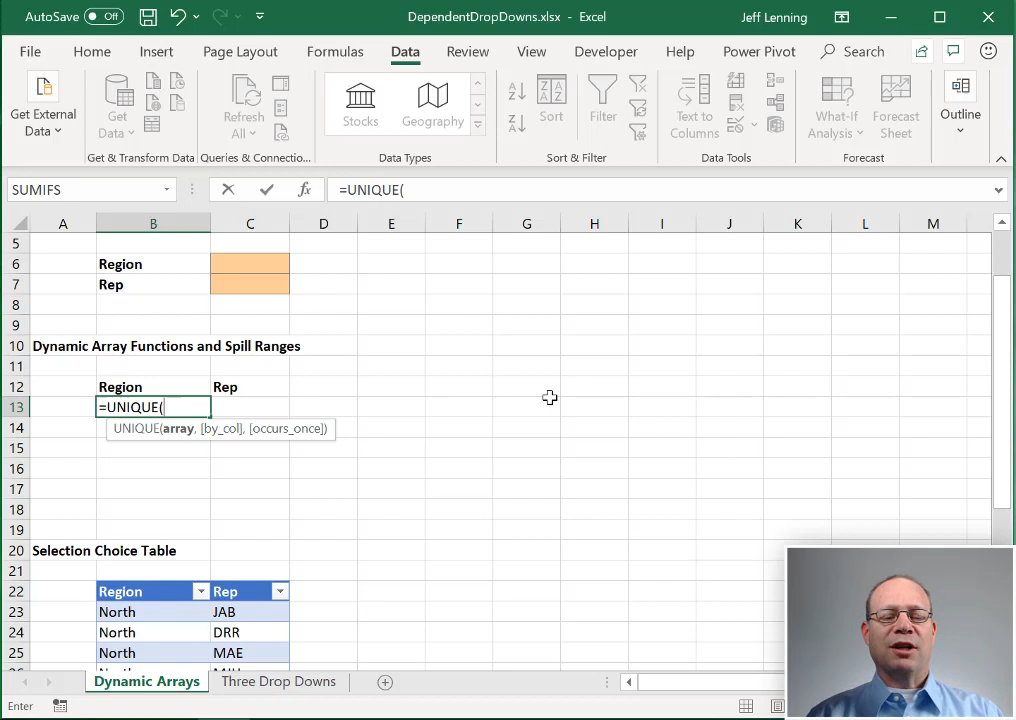 AutoSave Off DependentDropDowns.xlsx - Excel Jeff Lenning
File Home Insert Page Layout Formulas Data Review View Developer Help Power Pivot Search
Get External Data
Get Data
Refresh All
Stocks Geography
Sort Filter
Text to Columns
What-If Analysis Forecast Sheet
Outline
Get & Transform Data Queries & Connectio... Data Types Sort & Filter Data Tools Forecast
SUMIFS fx =UNIQUE(
A B C D E F G H I J K L M
5
6 Region
7 Rep
8
9
10 Dynamic Array Functions and Spill Ranges
11
12 Region Rep
13 =UNIQUE(
14 UNIQUE(array, [by_col], [occurs_once])
15
16
17
18
19
20 Selection Choice Table
21
22 Region Rep
23 North JAB
24 North DRR
25 North MAE
Dynamic Arrays Three Drop Downs
Enter